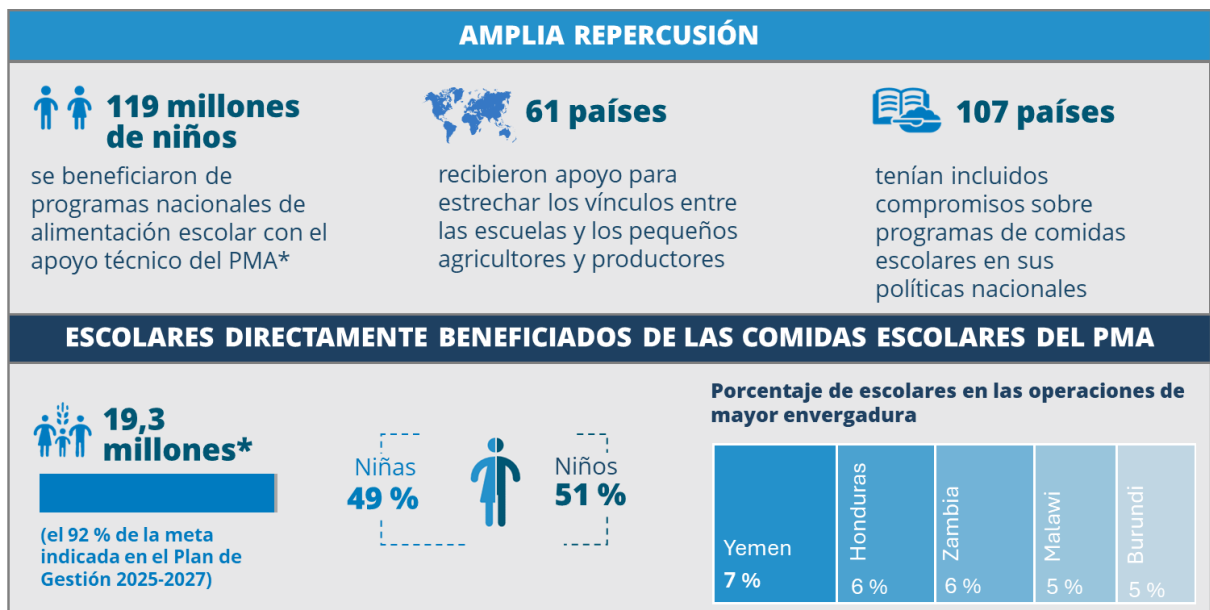 AMPLIA REPERCUSIÓN
119 millones
de niños
se beneficiaron de
programas nacionales de
alimentación escolar con el
apoyo técnico del PMA*
61 países
recibieron apoyo para
estrechar los vínculos entre
las escuelas y los pequeños
agricultores y productores
107 países
tenían incluidos
compromisos sobre
programas de comidas
escolares en sus
políticas nacionales
ESCOLARES DIRECTAMENTE BENEFICIADOS DE LAS COMIDAS ESCOLARES DEL PMA
19,3
millones*
(el 92 % de la meta
indicada en el Plan de
Gestión 2025-2027)
Niñas
49 %
Niños
51 %
Porcentaje de escolares en las operaciones de
mayor envergadura
Yemen
7 %
Honduras
6 %
Zambia
6 %
Malawi
5 %
Burundi
5 %